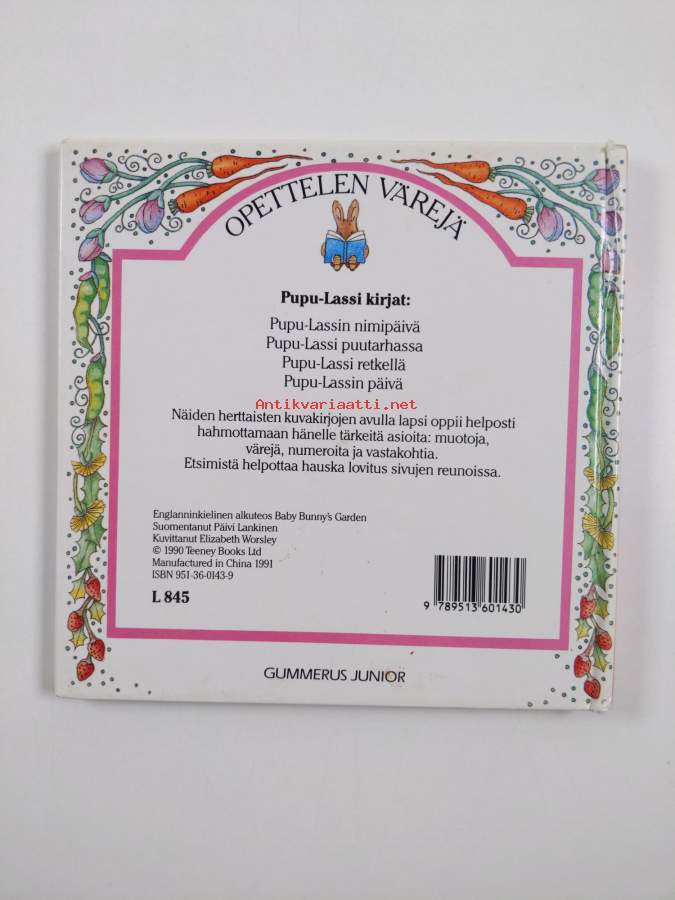 OPETTELEN VÄREJÄ
Pupu-Lassi kirjat:
Pupu-Lassin nimipäivä
Pupu-Lassi puutarhassa
Pupu-Lassi retkellä
Pupu-Lassin päivä
Antikvariaatti.net
Näiden herttaisten kuvakirjojen avulla lapsi oppii helposti
hahmottamaan hänelle tärkeitä asioita: muotoja,
värejä, numeroita ja vastakohtia.
Etsimistä helpottaa hauska lovitus sivujen reunoissa.
Englanninkielinen alkuteos Baby Bunny's Garden
Suomentanut Päivi Lankinen
Kuvittanut Elizabeth Worsley
© 1990 Teeney Books Ltd
Manufactured in China 1991
ISBN 951-36-0143-9
L 845
9 789513 601430
GUMMERUS JUNIOR